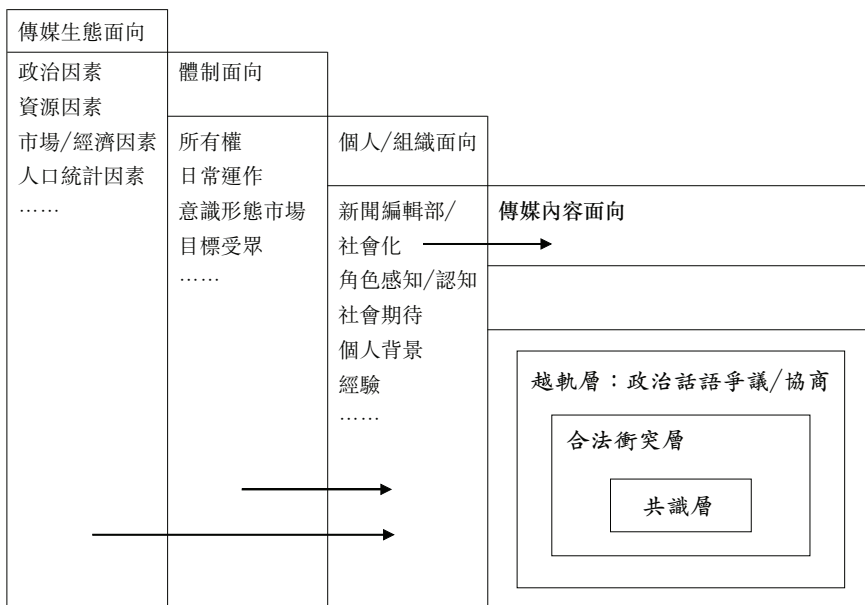 傳媒生態面向
政治因素
資源因素
市場/經濟因素
人口統計因素
……
體制面向
所有權
日常運作
意識形態市場
目標受眾
……
個人/組織面向
新聞編輯部/
社會化
角色感知/認知
社會期待
個人背景
經驗
……
傳媒內容面向
越軌層：政治話語爭議/協商
合法衝突層
共識層